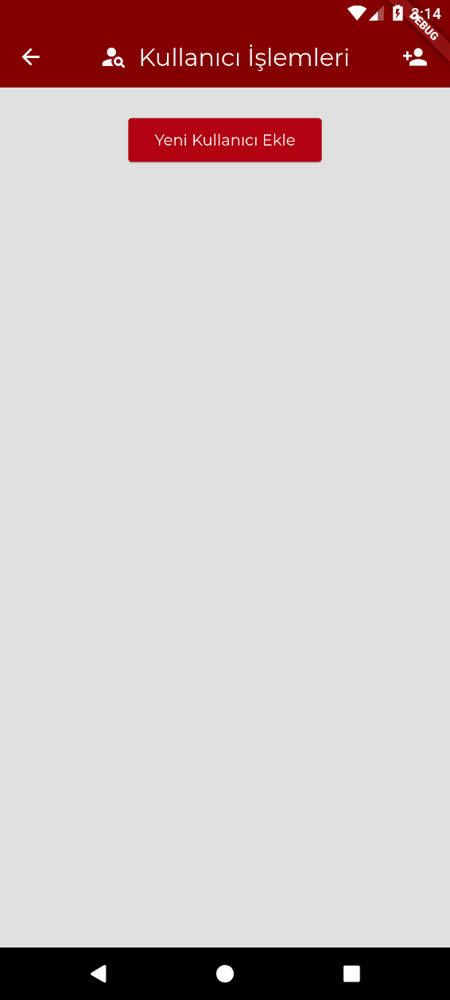 3:14
DEBUG
Kullanıcı İşlemleri
Yeni Kullanıcı Ekle